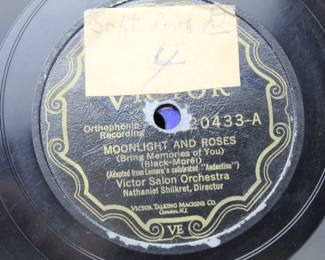 4
VICTOR
Orthophonic
Recording
20433-A
MOONLIGHT AND ROSES
(Bring Memories of You)
(Black-Moret)
(Adapted from Lemare's celebrated "Andantino")
Victor Salon Orchestra
Nathaniel Shilkret, Director
VICTOR TALKING MACHINE CO.
Camden, N.J.
VE